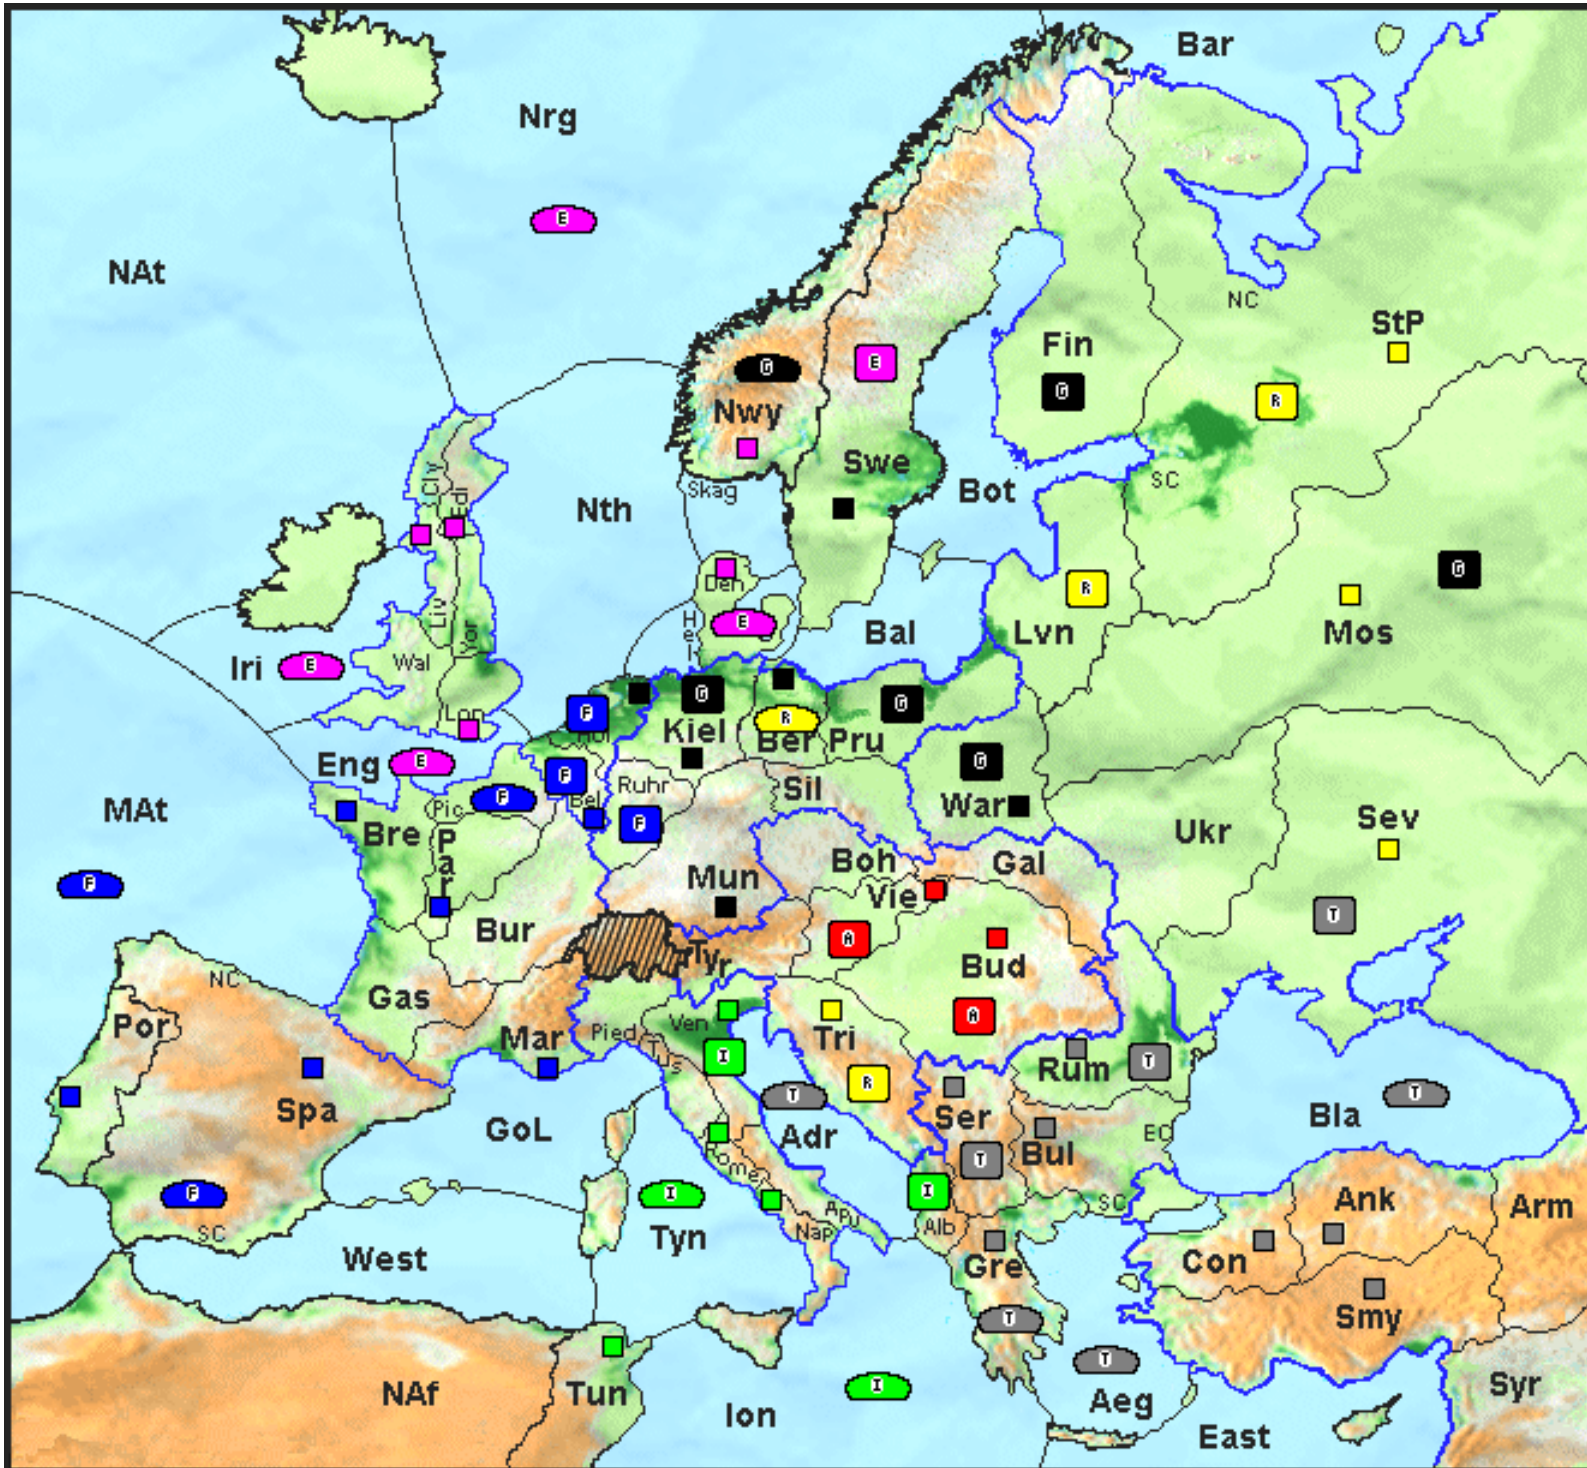 Bar
Nrg
E
NAt
NC
StP
Fin
G
E
G
R
Nwy
Swe
Cly
Edi
Skag
SC
Bot
Nth
G
Den
R
Hel
E
Liv
Yor
Bal
Lvn
Mos
Iri
E
Wal
G
G
F
R
Lon
Hol
Kiel
Ber
Pru
Eng
E
F
G
Ruhr
Sil
F
Pic
Bel
War
MAt
Bre
Par
F
Ukr
Sev
Boh
Gal
F
Mun
Vie
T
Bur
A
Bud
Tyr
NC
Gas
Por
A
Pied
Ven
Tri
Mar
Tus
I
Rum
T
R
Spa
T
Ser
T
Bla
GoL
Adr
Bul
EC
Rome
T
F
I
I
Ank
SC
Apu
SC
Arm
Tyn
Nap
Alb
West
Con
Gre
T
Smy
T
I
NAf
Tun
Aeg
Syr
Ion
East